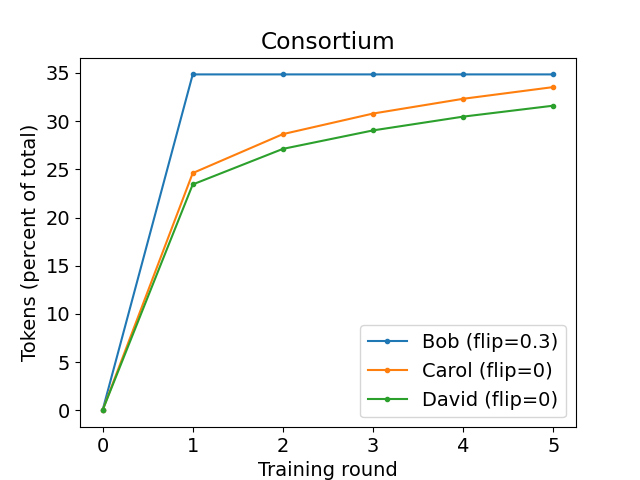 Consortium
Tokens (percent of total)
35
30
25
20
15
10
5
0
Bob (flip=0.3)
Carol (flip=0)
David (flip=0)
0 1 2 3 4 5
Training round